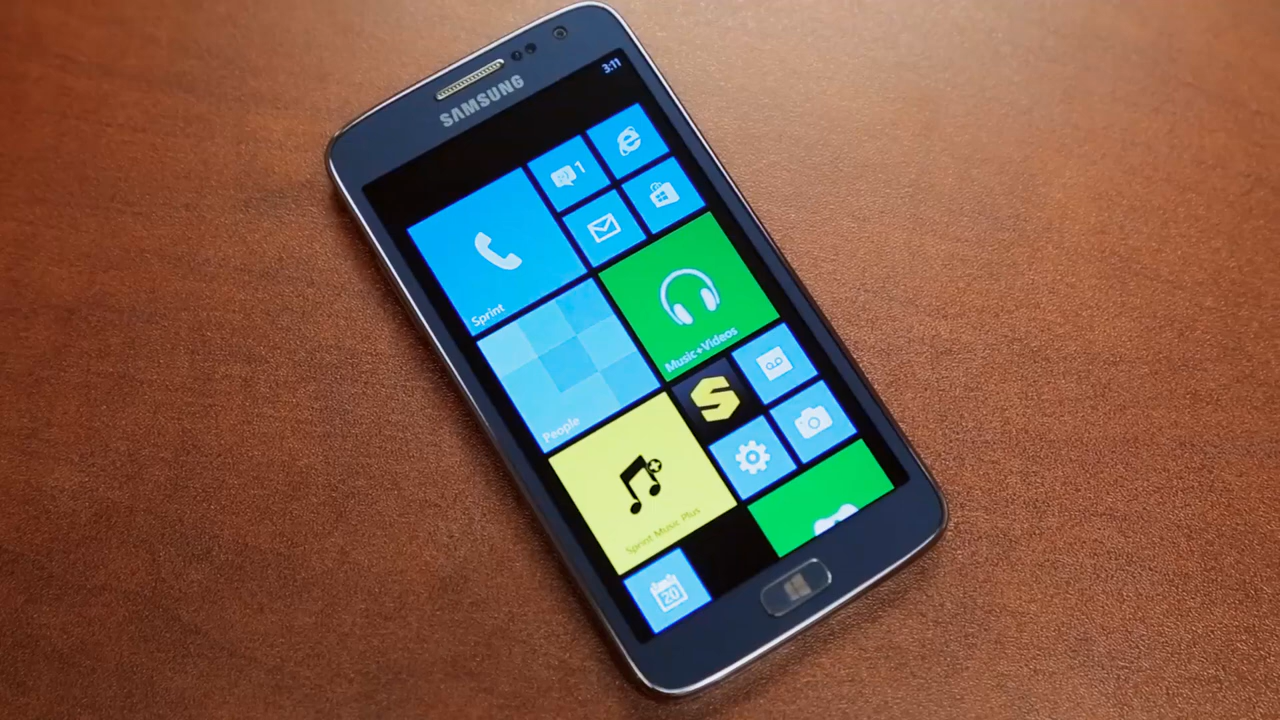 SAMSUNG
3:11
1
Sprint
Music+Videos
People
S
Sprint Music Plus
20